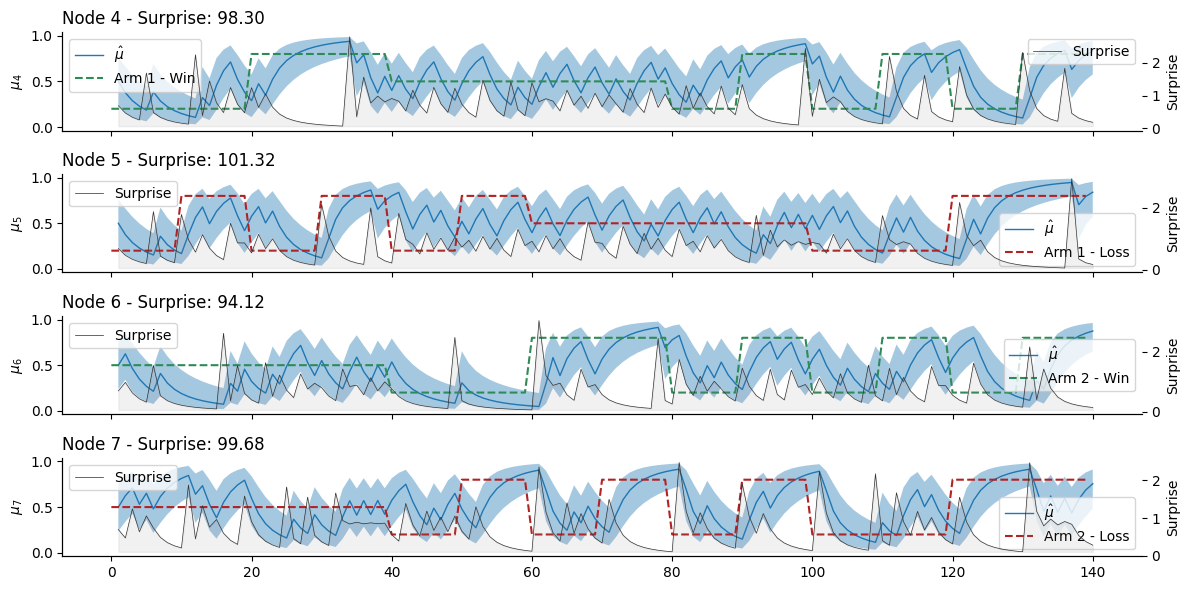 Node 4 - Surprise: 98.30
1.0
0.5
0.0
μ4
μ̂
Arm 1 - Win
Surprise
2
1
0
Surprise
Node 5 - Surprise: 101.32
1.0
0.5
0.0
μ5
Surprise
μ̂
Arm 1 - Loss
2
0
Surprise
Node 6 - Surprise: 94.12
1.0
0.5
0.0
μ6
Surprise
μ̂
Arm 2 - Win
2
0
Surprise
Node 7 - Surprise: 99.68
1.0
0.5
0.0
μ7
Surprise
μ̂
Arm 2 - Loss
2
1
0
Surprise
0 20 40 60 80 100 120 140